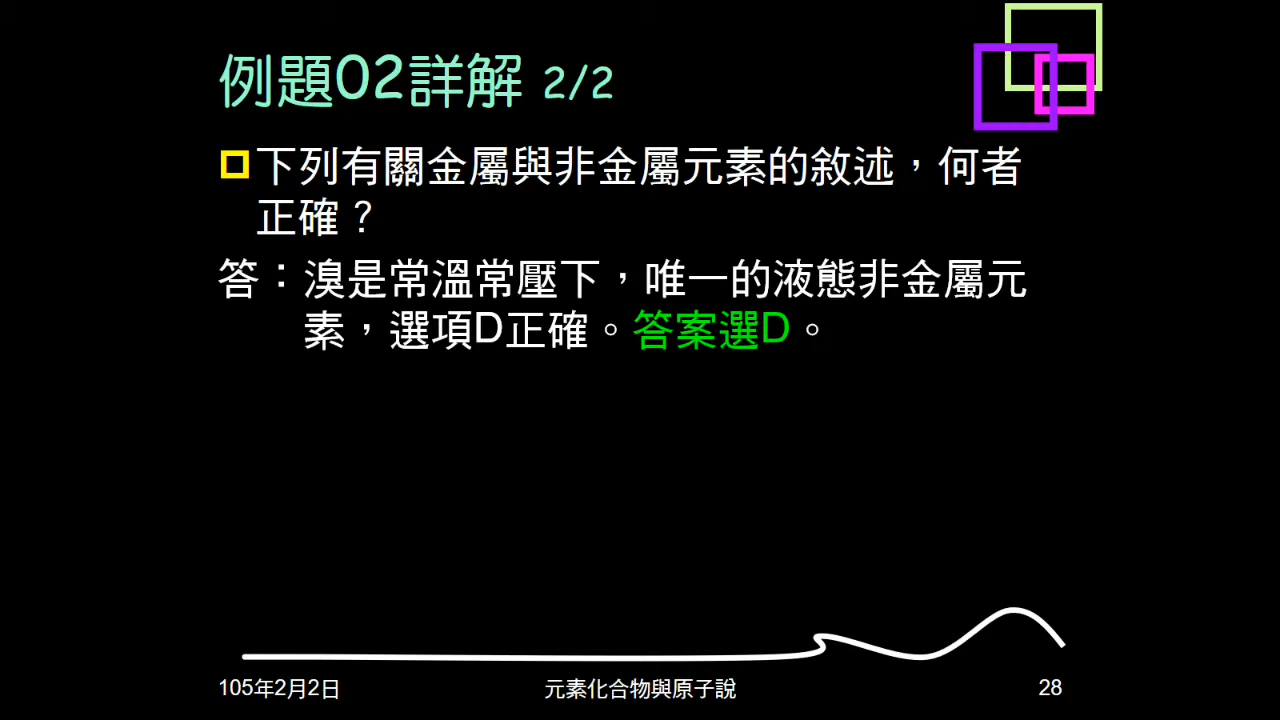 例題02詳解 2/2
下列有關金屬與非金屬元素的敘述，何者
正確？
答：溴是常溫常壓下，唯一的液態非金屬元
素，選項D正確。答案選D。
105年2月2日
元素化合物與原子說
28